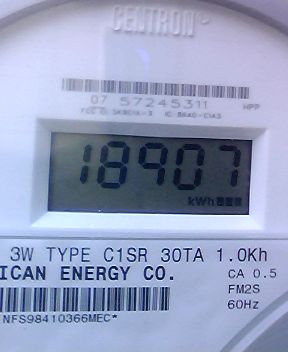 CENTRON
07 57245311 HPP
18907
kWh
3W TYPE C1SR 30TA 1.0Kh
ICAN ENERGY CO. CA 0.5
FM2S
NFS98410366MEC* 60Hz